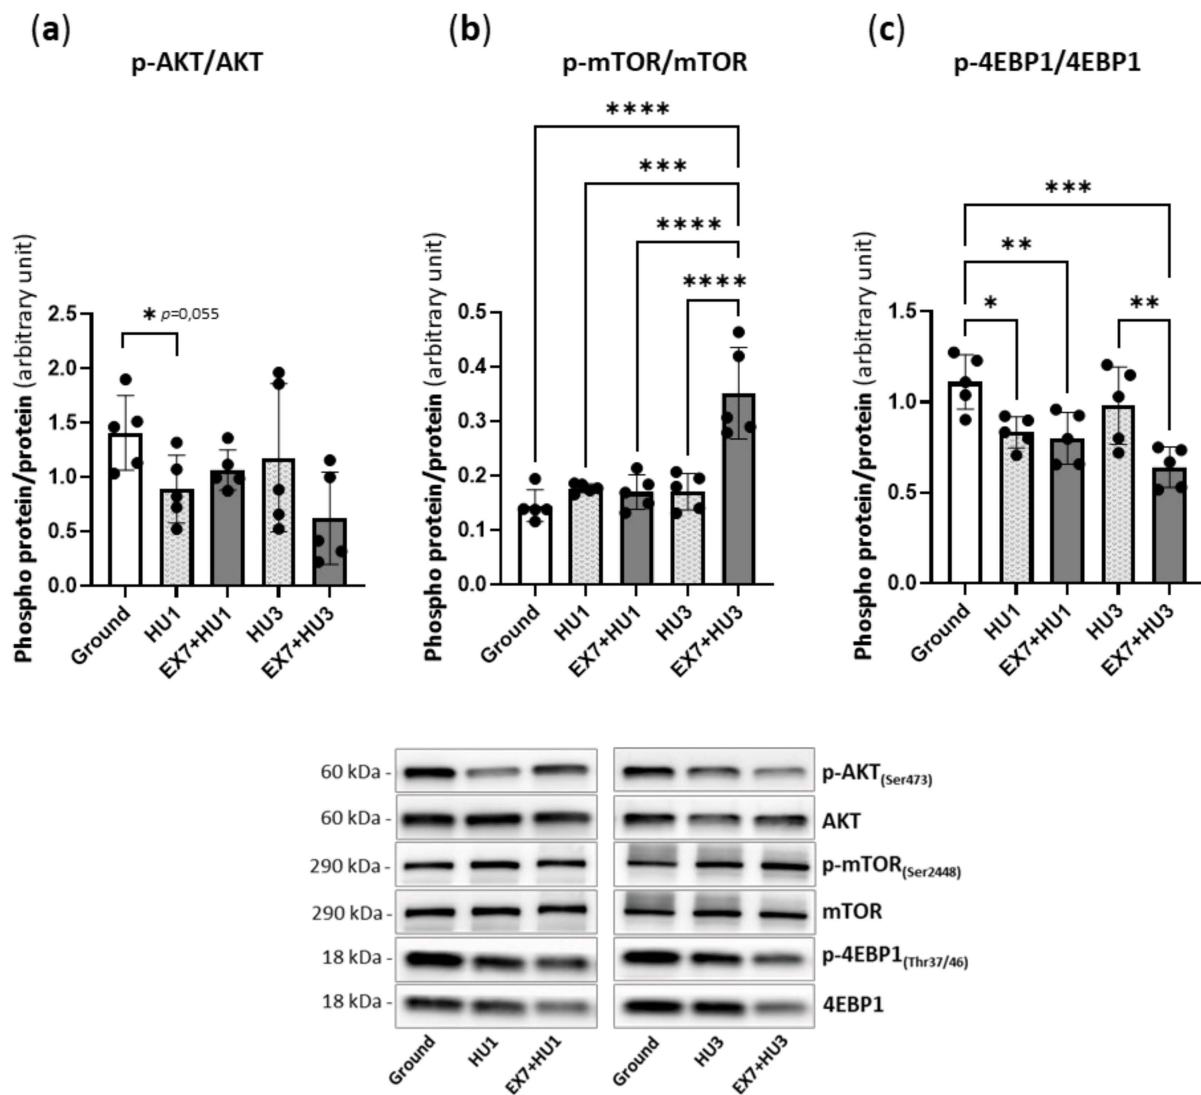 (a)
p-AKT/AKT
Phospho protein/protein (arbitrary unit)
2.5
2.0
1.5
1.0
0.5
0.0
* p=0,055
Ground
HU1
EX7+HU1
HU3
EX7+HU3
(b)
p-mTOR/mTOR
****
***
****
****
Phospho protein/protein (arbitrary unit)
0.5
0.4
0.3
0.2
0.1
0.0
Ground
HU1
EX7+HU1
HU3
EX7+HU3
(c)
p-4EBP1/4EBP1
***
**
*
**
Phospho protein/protein (arbitrary unit)
1.5
1.0
0.5
0.0
Ground
HU1
EX7+HU1
HU3
EX7+HU3
60 kDa - p-AKT(Ser473)
60 kDa - AKT
290 kDa - p-mTOR(Ser2448)
290 kDa - mTOR
18 kDa - p-4EBP1(Thr37/46)
18 kDa - 4EBP1
Ground
HU1
EX7+HU1
Ground
HU3
EX7+HU3